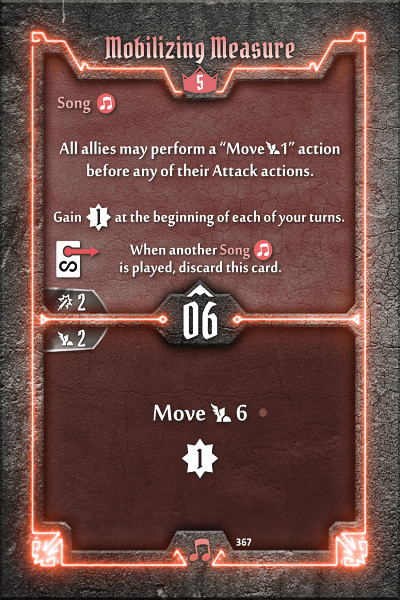 Mobilizing Measure
5
Song
All allies may perform a “Move 1” action
before any of their Attack actions.
Gain 1 at the beginning of each of your turns.
When another Song
is played, discard this card.
2
06
2
Move 6
1
367